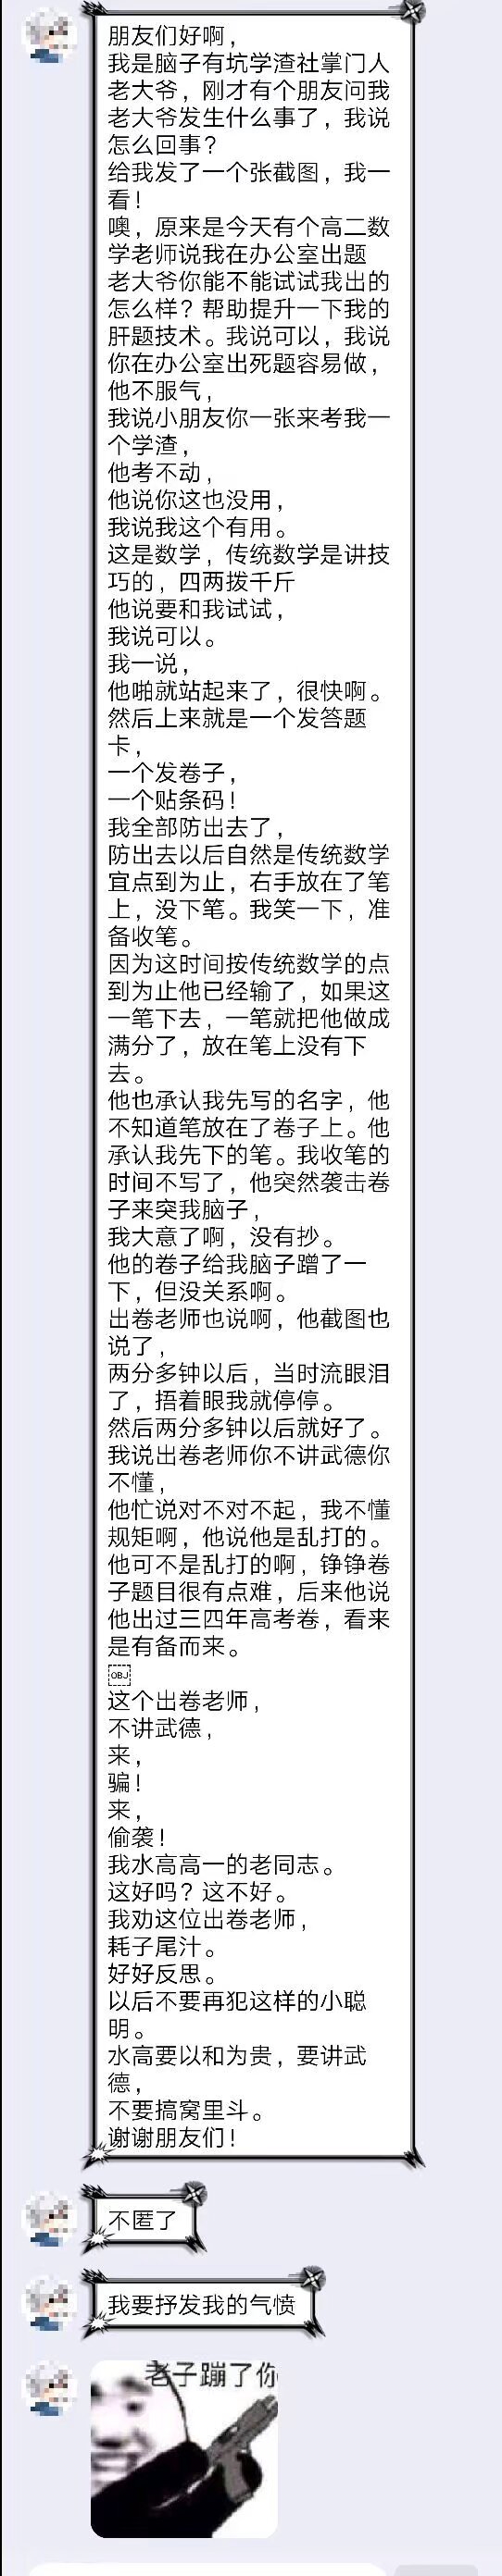 朋友们好啊，
我是脑子有坑学渣社掌门人
老大爷，刚才有个朋友问我
老大爷发生什么事了，我说
怎么回事？
给我发了一个张截图，我一
看！
噢，原来是今天有个高二数
学老师说我在办公室出题
老大爷你能不能试试我出的
怎么样？帮助提升一下我的
肝题技术。我说可以，我说
你在办公室出死题容易做，
他不服气，
我说小朋友你一张来考我一
个学渣，
他考不动，
他说你这也没用，
我说我这个有用。
这是数学，传统数学是讲技
巧的，四两拨千斤
他说要和我试试，
我说可以。
我一说，
他啪就站起来了，很快啊。
然后上来就是一个发答题
卡，
一个发卷子，
一个贴条码！
我全部防出去了，
防出去以后自然是传统数学
宜点到为止，右手放在了笔
上，没下笔。我笑一下，准
备收笔。
因为这时间按传统数学的点
到为止他已经输了，如果这
一笔下去，一笔就把他做成
满分了，放在笔上没有下
去。
他也承认我先写的名字，他
不知道笔放在了卷子上。他
承认我先下的笔。我收笔的
时间不写了，他突然袭击卷
子来突我脑子，
我大意了啊，没有抄。
他的卷子给我脑子蹭了一
下，但没关系啊。
出卷老师也说啊，他截图也
说了，
两分多钟以后，当时流眼泪
了，捂着眼我就停停。
然后两分多钟以后就好了。
我说出卷老师你不讲武德你
不懂，
他忙说对不对不起，我不懂
规矩啊，他说他是乱打的。
他可不是乱打的啊，铮铮卷
子题目很有点难，后来他说
他出过三四年高考卷，看来
是有备而来。
OBJ
这个出卷老师，
不讲武德，
来，
骗！
来，
偷袭！
我水高高一的老同志。
这好吗？这不好。
我劝这位出卷老师，
耗子尾汁。
好好反思。
以后不要再犯这样的小聪
明。
水高要以和为贵，要讲武
德，
不要搞窝里斗。
谢谢朋友们！
不匿了
我要抒发我的气愤
老子蹦了你